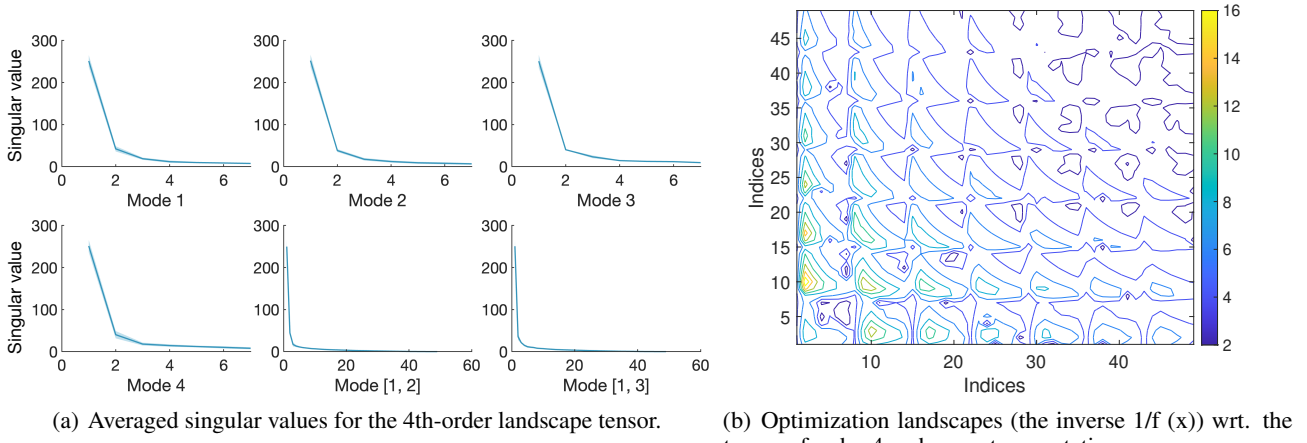 300
200
100
0
Singular value
0 2 4 6
Mode 1
300
200
100
0
0 2 4 6
Mode 2
300
200
100
0
0 2 4 6
Mode 3
300
200
100
0
Singular value
0 2 4 6
Mode 4
300
200
100
0
0 20 40 60
Mode [1, 2]
300
200
100
0
0 20 40 60
Mode [1, 3]
(a) Averaged singular values for the 4th-order landscape tensor.
45
40
35
30
25
20
15
10
5
Indices
10 20 30 40
Indices
16
14
12
10
8
6
4
2
(b) Optimization landscapes (the inverse 1/f (x)) wrt. the